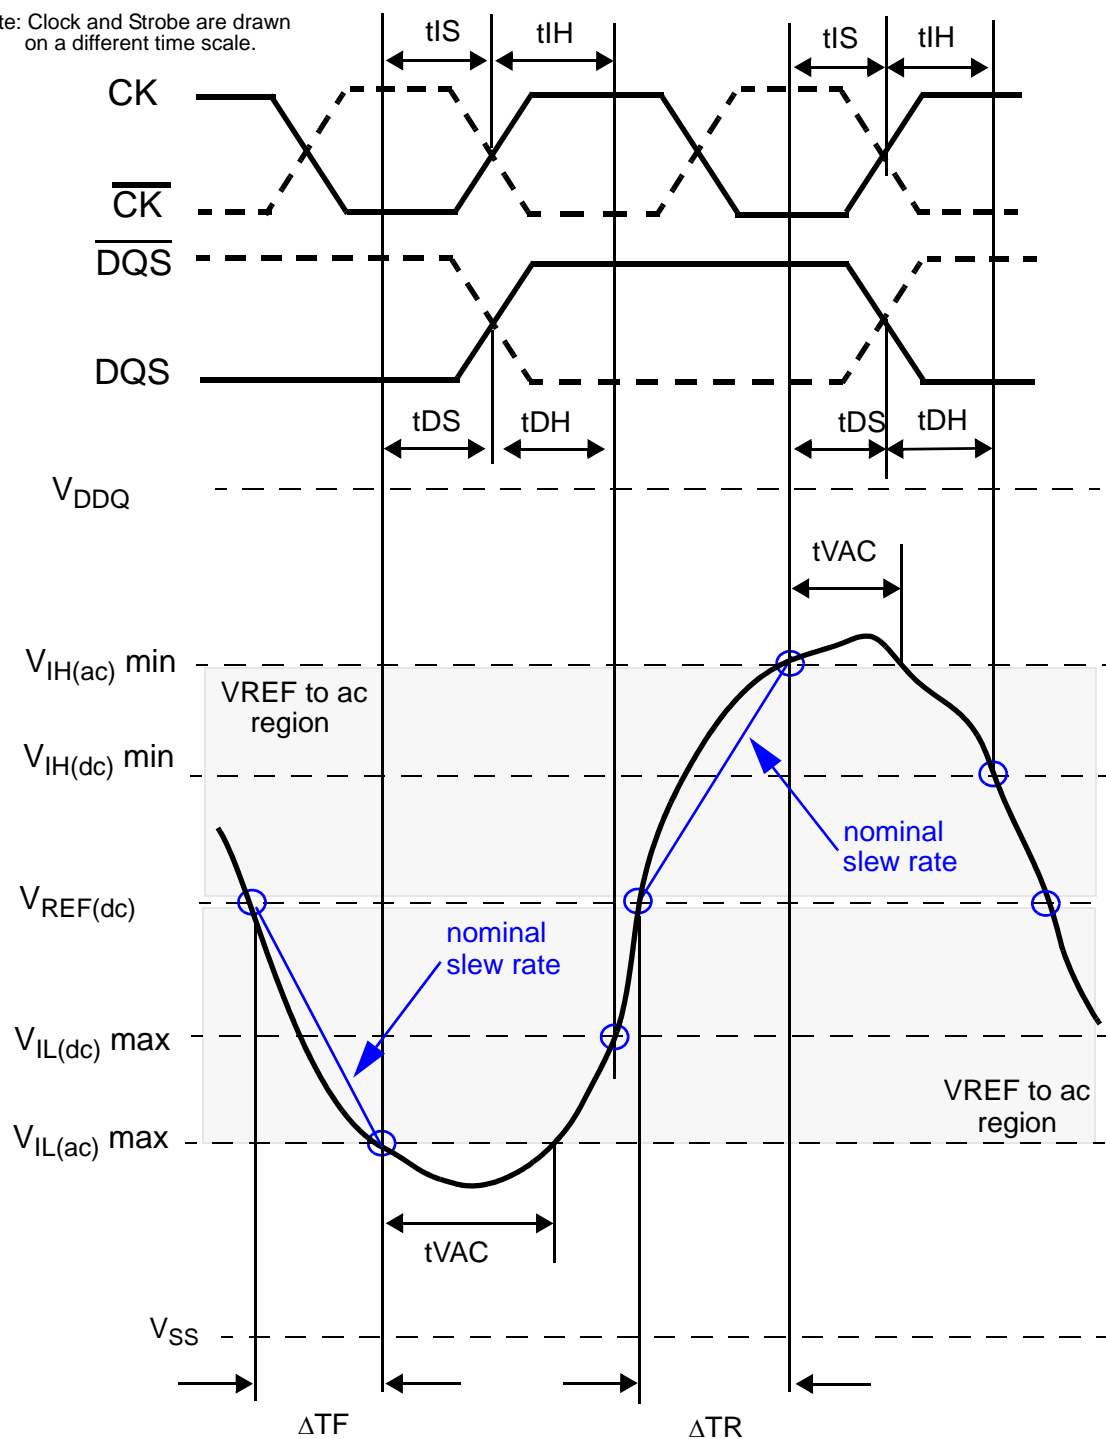 te: Clock and Strobe are drawn
on a different time scale.
tIS
tIH
tIS
tIH
CK
CK
DQS
DQS
tDS
tDH
tDS
tDH
VDDQ
tVAC
VIH(ac) min
VREF to ac
region
VIH(dc) min
nominal
slew rate
VREF(dc)
nominal
slew rate
VIL(dc) max
VREF to ac
region
VIL(ac) max
tVAC
VSS
ΔTF
ΔTR